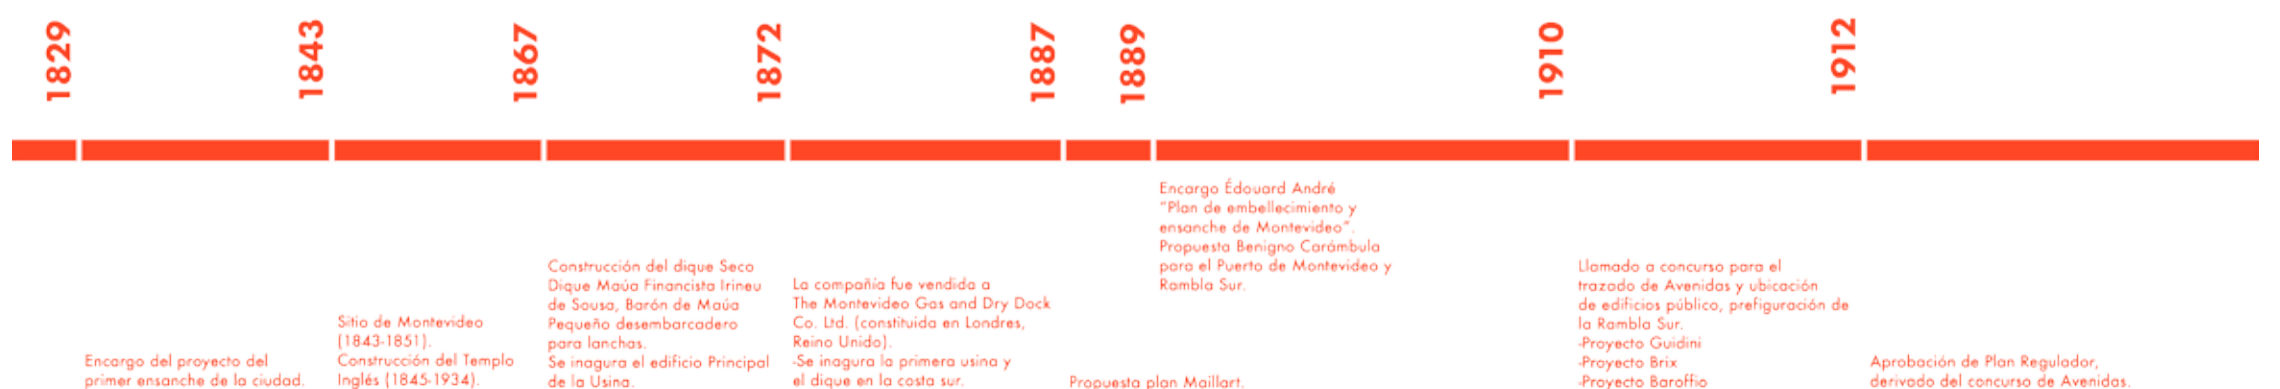 1829
1843
1867
1872
1887
1889
1910
1912
Encargo del proyecto del
primer ensanche de la ciudad.
Sitio de Montevideo
(1843-1851).
Construcción del Templo
Inglés (1845-1934).
Construcción del dique Seco
Dique Maúa Financista Irineu
de Sousa, Barón de Maúa
Pequeño desembarcadero
para lanchas.
Se inagura el edificio Principal
de la Usina.
La compañía fue vendida a
The Montevideo Gas and Dry Dock
Co. Ltd. (constituida en Londres,
Reino Unido).
-Se inagura la primera usina y
el dique en la costa sur.
Propuesta plan Maillart.
Encargo Édouard André
"Plan de embellecimiento y
ensanche de Montevideo".
Propuesta Benigno Carámbula
para el Puerto de Montevideo y
Rambla Sur.
Llamado a concurso para el
trazado de Avenidas y ubicación
de edificios público, prefiguración de
la Rambla Sur.
-Proyecto Guidini
-Proyecto Brix
-Proyecto Baroffio
Aprobación de Plan Regulador,
derivado del concurso de Avenidas.